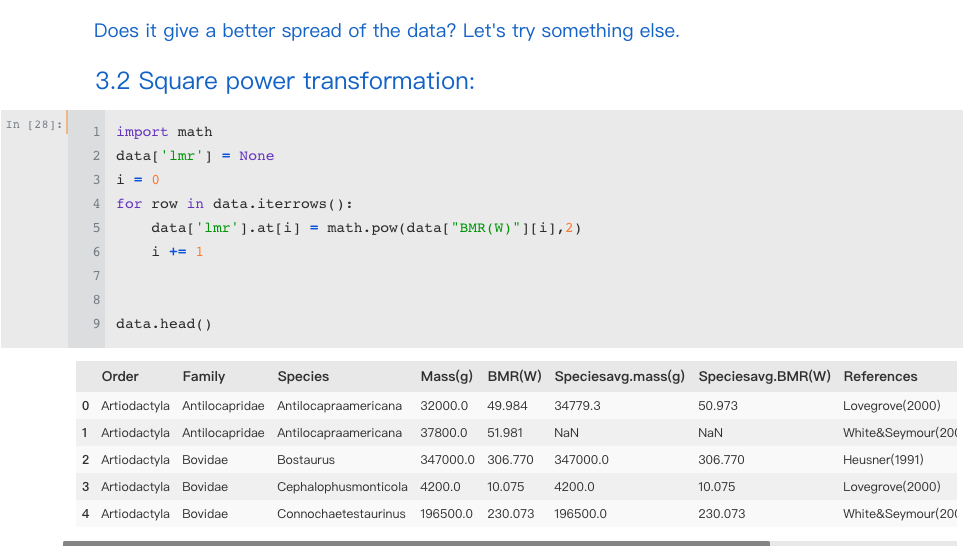 Does it give a better spread of the data? Let's try something else.
3.2 Square power transformation:
In [28]:
1 import math
2 data['lmr'] = None
3 i = 0
4 for row in data.iterrows():
5 data['lmr'].at[i] = math.pow(data["BMR(W)"][i],2)
6 i += 1
7
8
9 data.head()
Order Family Species Mass(g) BMR(W) Speciesavg.mass(g) Speciesavg.BMR(W) References
0 Artiodactyla Antilocapridae Antilocapraamericana 32000.0 49.984 34779.3 50.973 Lovegrove(2000)
1 Artiodactyla Antilocapridae Antilocapraamericana 37800.0 51.981 NaN NaN White&Seymour(200
2 Artiodactyla Bovidae Bostaurus 347000.0 306.770 347000.0 306.770 Heusner(1991)
3 Artiodactyla Bovidae Cephalophusmonticola 4200.0 10.075 4200.0 10.075 Lovegrove(2000)
4 Artiodactyla Bovidae Connochaetestaurinus 196500.0 230.073 196500.0 230.073 White&Seymour(200